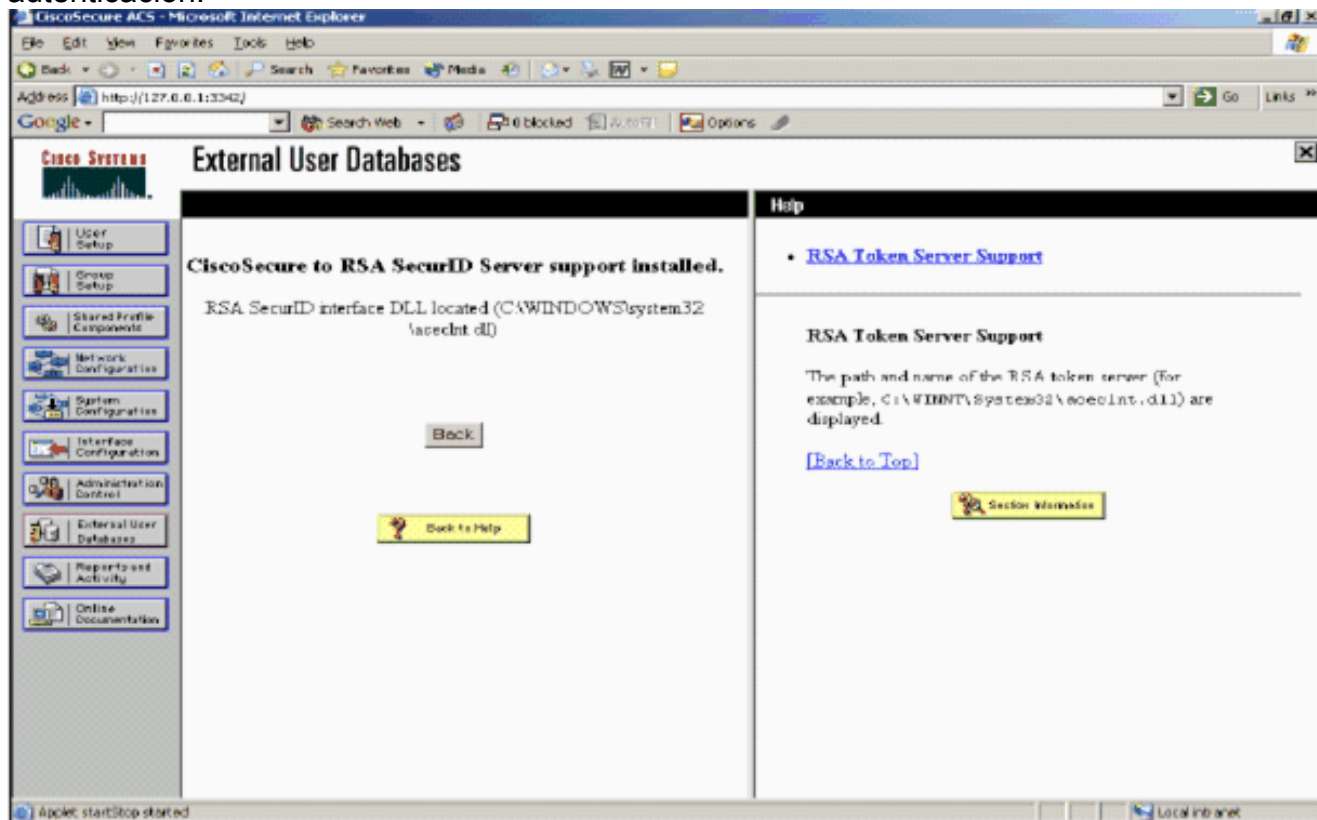 autenticación.
CiscoSecure ACS - Microsoft Internet Explorer
File Edit View Favorites Tools Help
Back Search Favorites Media
Address http://127.0.0.1:3342/ Go Links »
Google Search Web 0 blocked AutoFill Options
CISCO SYSTEMS
External User Databases
User Setup
Group Setup
Shared Profile Components
Network Configuration
System Configuration
Interface Configuration
Administration Control
External User Databases
Reports and Activity
Online Documentation
CiscoSecure to RSA SecurID Server support installed.
RSA SecurID interface DLL located (C:\WINDOWS\system32
\aceclnt.dll)
Back
Back to Help
Help
• RSA Token Server Support
RSA Token Server Support
The path and name of the RSA token server (for
example, C:\WINNT\System32\aceclnt.dll) are
displayed.
[Back to Top]
Section Information
Applet startStop started
Local intranet